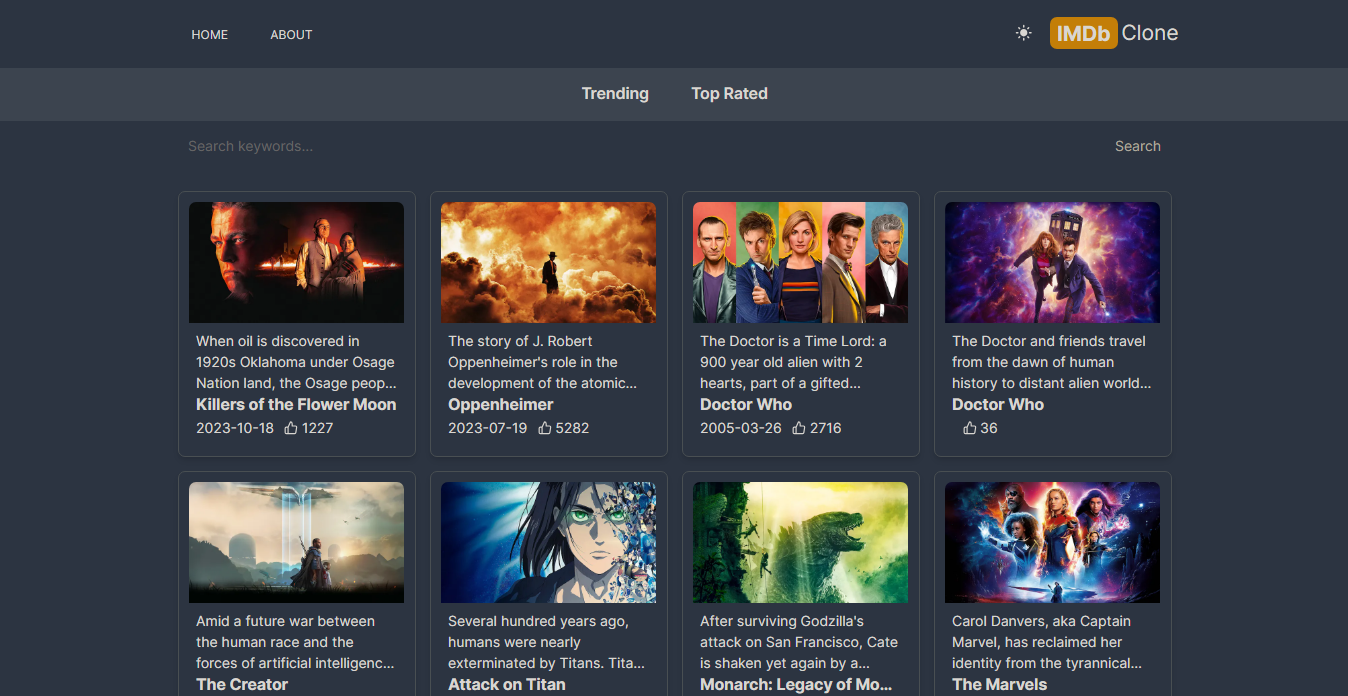 HOME ABOUT IMDb Clone
Trending Top Rated
Search keywords... Search
When oil is discovered in
1920s Oklahoma under Osage
Nation land, the Osage peop...
Killers of the Flower Moon
2023-10-18 1227
The story of J. Robert
Oppenheimer's role in the
development of the atomic...
Oppenheimer
2023-07-19 5282
The Doctor is a Time Lord: a
900 year old alien with 2
hearts, part of a gifted...
Doctor Who
2005-03-26 2716
The Doctor and friends travel
from the dawn of human
history to distant alien world...
Doctor Who
36
Amid a future war between
the human race and the
forces of artificial intelligenc...
The Creator
Several hundred years ago,
humans were nearly
exterminated by Titans. Tita...
Attack on Titan
After surviving Godzilla's
attack on San Francisco, Cate
is shaken yet again by a...
Monarch: Legacy of Mo...
Carol Danvers, aka Captain
Marvel, has reclaimed her
identity from the tyrannical...
The Marvels